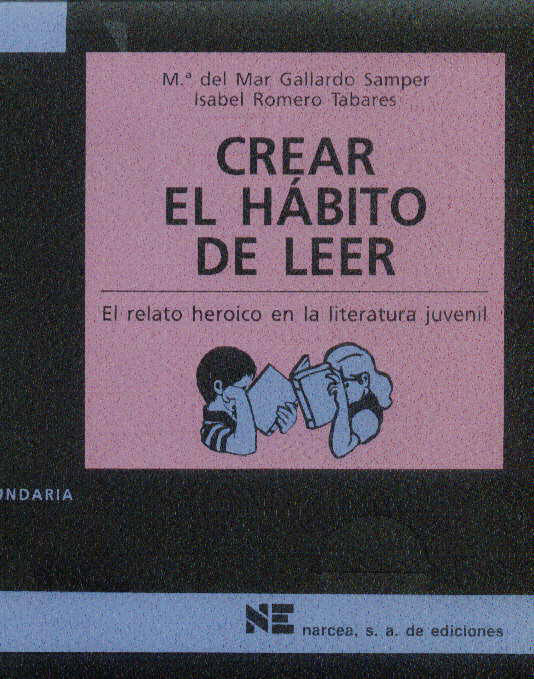 M.ª del Mar Gallardo Samper
Isabel Romero Tabares
CREAR
EL HÁBITO
DE LEER
El relato heroico en la literatura juvenil
UNDARIA
NE narcea, s. a. de ediciones